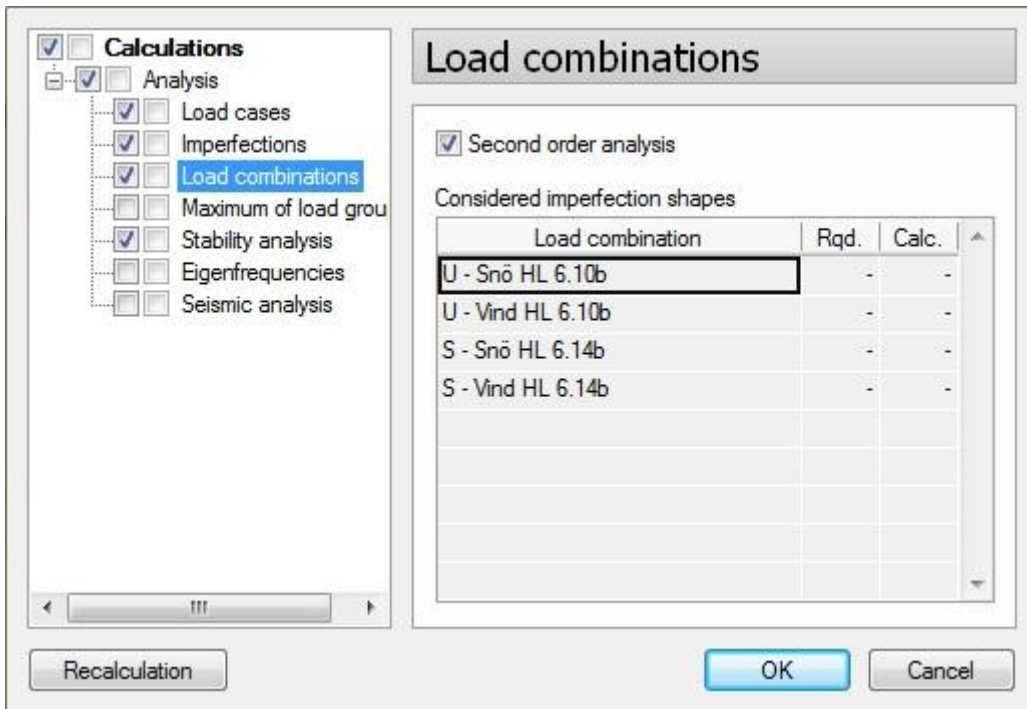 Calculations
Analysis
Load cases
Imperfections
Load combinations
Maximum of load grou
Stability analysis
Eigenfrequencies
Seismic analysis
Load combinations
Second order analysis
Considered imperfection shapes
Load combination Rqd. Calc.
U - Snö HL 6.10b - -
U - Vind HL 6.10b - -
S - Snö HL 6.14b - -
S - Vind HL 6.14b - -
Recalculation OK Cancel